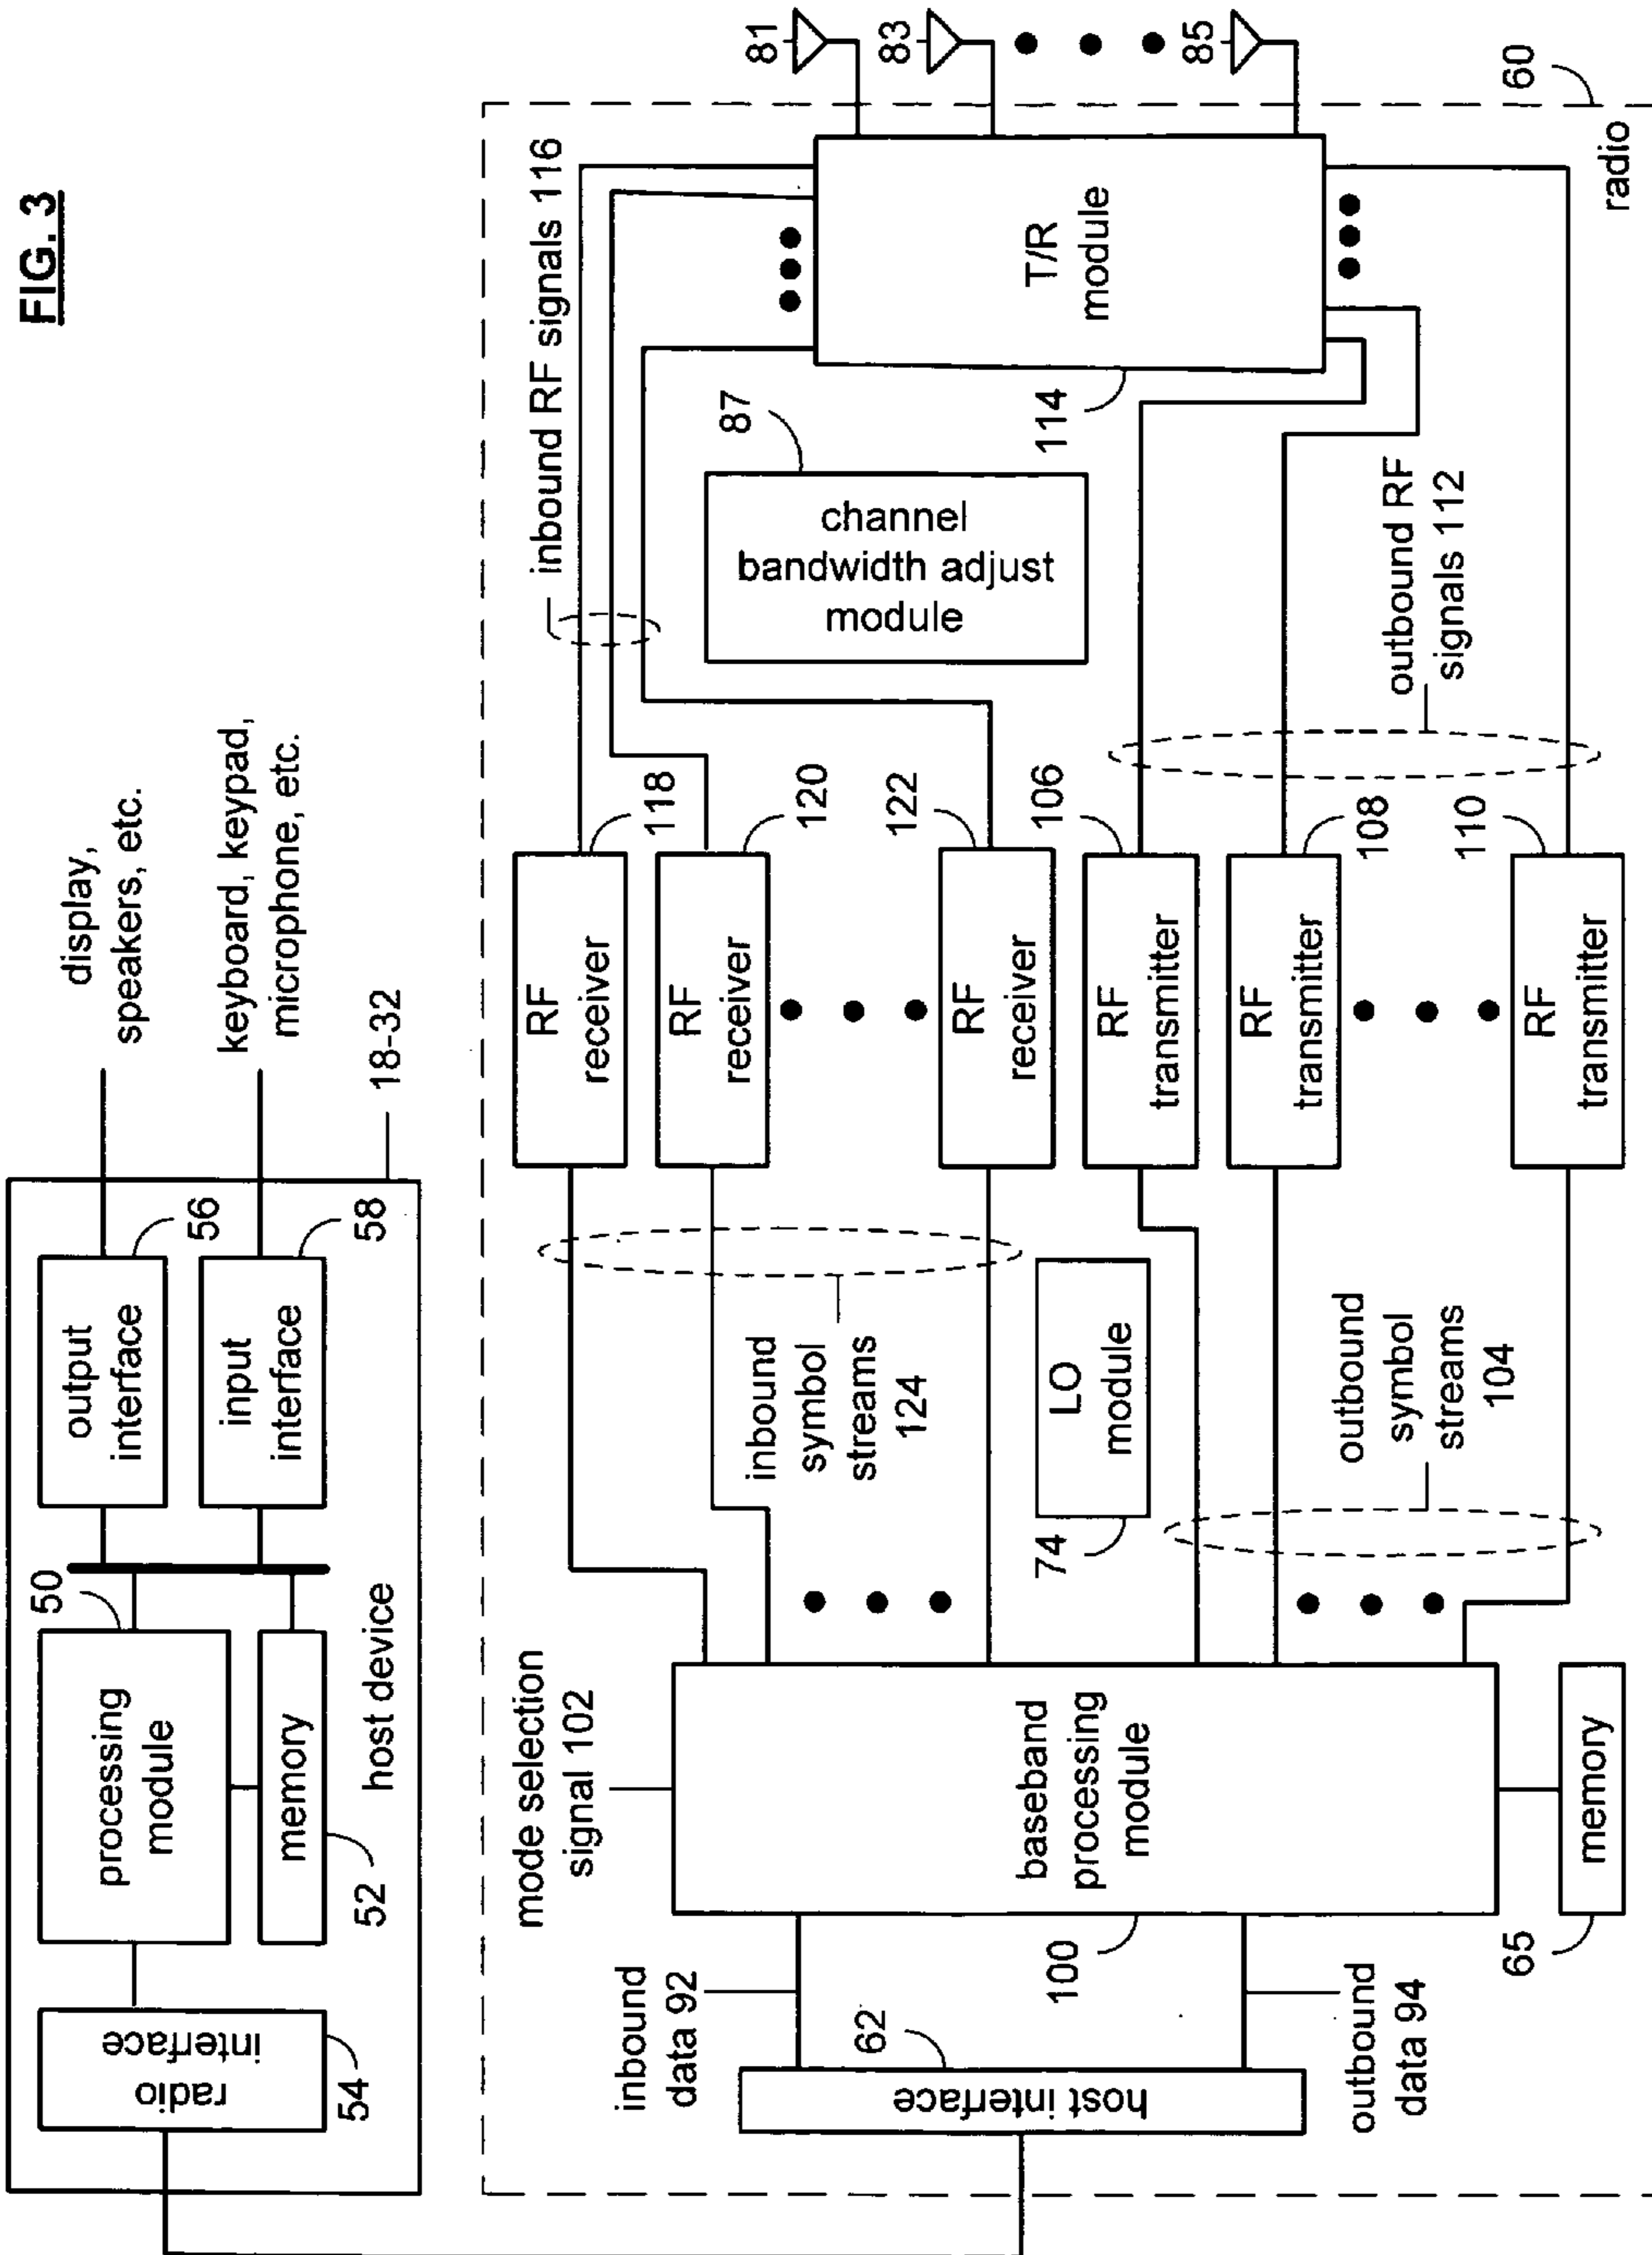 FIG. 3
display,
speakers, etc.
keyboard, keypad,
microphone, etc.
18-32
output
interface
56
input
interface
58
50
processing
module
memory
52
host device
radio
interface
54
mode selection
signal 102
inbound
data 92
62
host interface
100
outbound
data 94
baseband
processing
module
65
memory
inbound
symbol
streams
124
74
LO
module
outbound
symbol
streams
104
RF
receiver
118
RF
receiver
120
RF
receiver
122
RF
transmitter
106
RF
transmitter
108
RF
transmitter
110
inbound RF signals 116
87
channel
bandwidth adjust
module
outbound RF
signals 112
114
T/R
module
81
83
85
60
radio